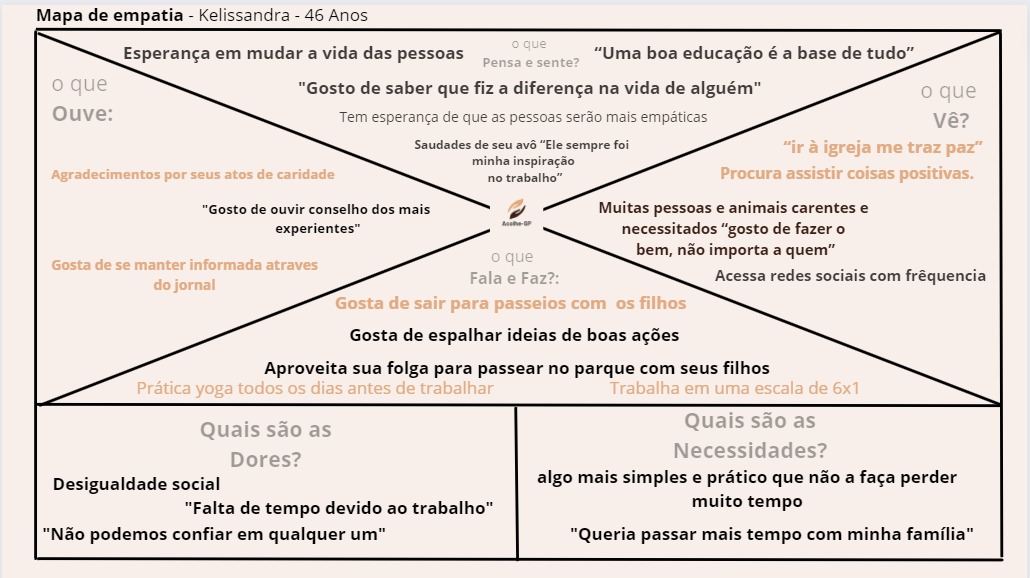 Mapa de empatia - Kelissandra - 46 Anos
o que
Pensa e sente?
Esperança em mudar a vida das pessoas
“Uma boa educação é a base de tudo”
"Gosto de saber que fiz a diferença na vida de alguém"
Tem esperança de que as pessoas serão mais empáticas
Saudades de seu avô “Ele sempre foi
minha inspiração
no trabalho”
o que
Ouve:
Agradecimentos por seus atos de caridade
"Gosto de ouvir conselho dos mais
experientes"
Gosta de se manter informada atraves
do jornal
o que
Vê?
“ir à igreja me traz paz”
Procura assistir coisas positivas.
Muitas pessoas e animais carentes e
necessitados “gosto de fazer o
bem, não importa a quem”
Acessa redes sociais com frêquencia
Acolhe-SP
o que
Fala e Faz?:
Gosta de sair para passeios com os filhos
Gosta de espalhar ideias de boas ações
Aproveita sua folga para passear no parque com seus filhos
Prática yoga todos os dias antes de trabalhar
Trabalha em uma escala de 6x1
Quais são as
Dores?
Desigualdade social
"Falta de tempo devido ao trabalho"
"Não podemos confiar em qualquer um"
Quais são as
Necessidades?
algo mais simples e prático que não a faça perder
muito tempo
"Queria passar mais tempo com minha família"